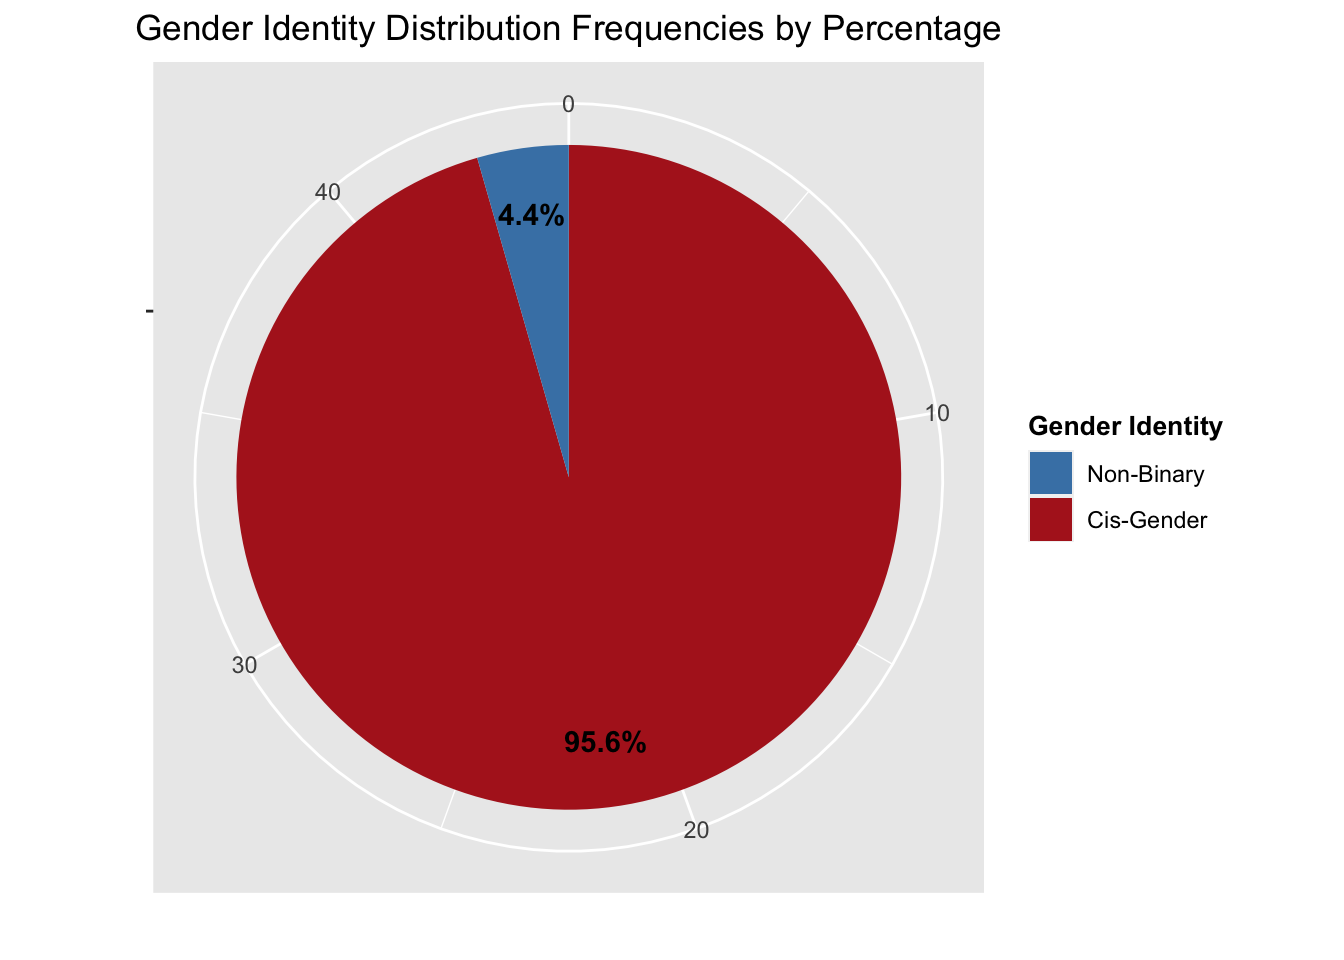 Gender Identity Distribution Frequencies by Percentage
0
40
4.4%
10
Gender Identity
Non-Binary
Cis-Gender
30
95.6%
20